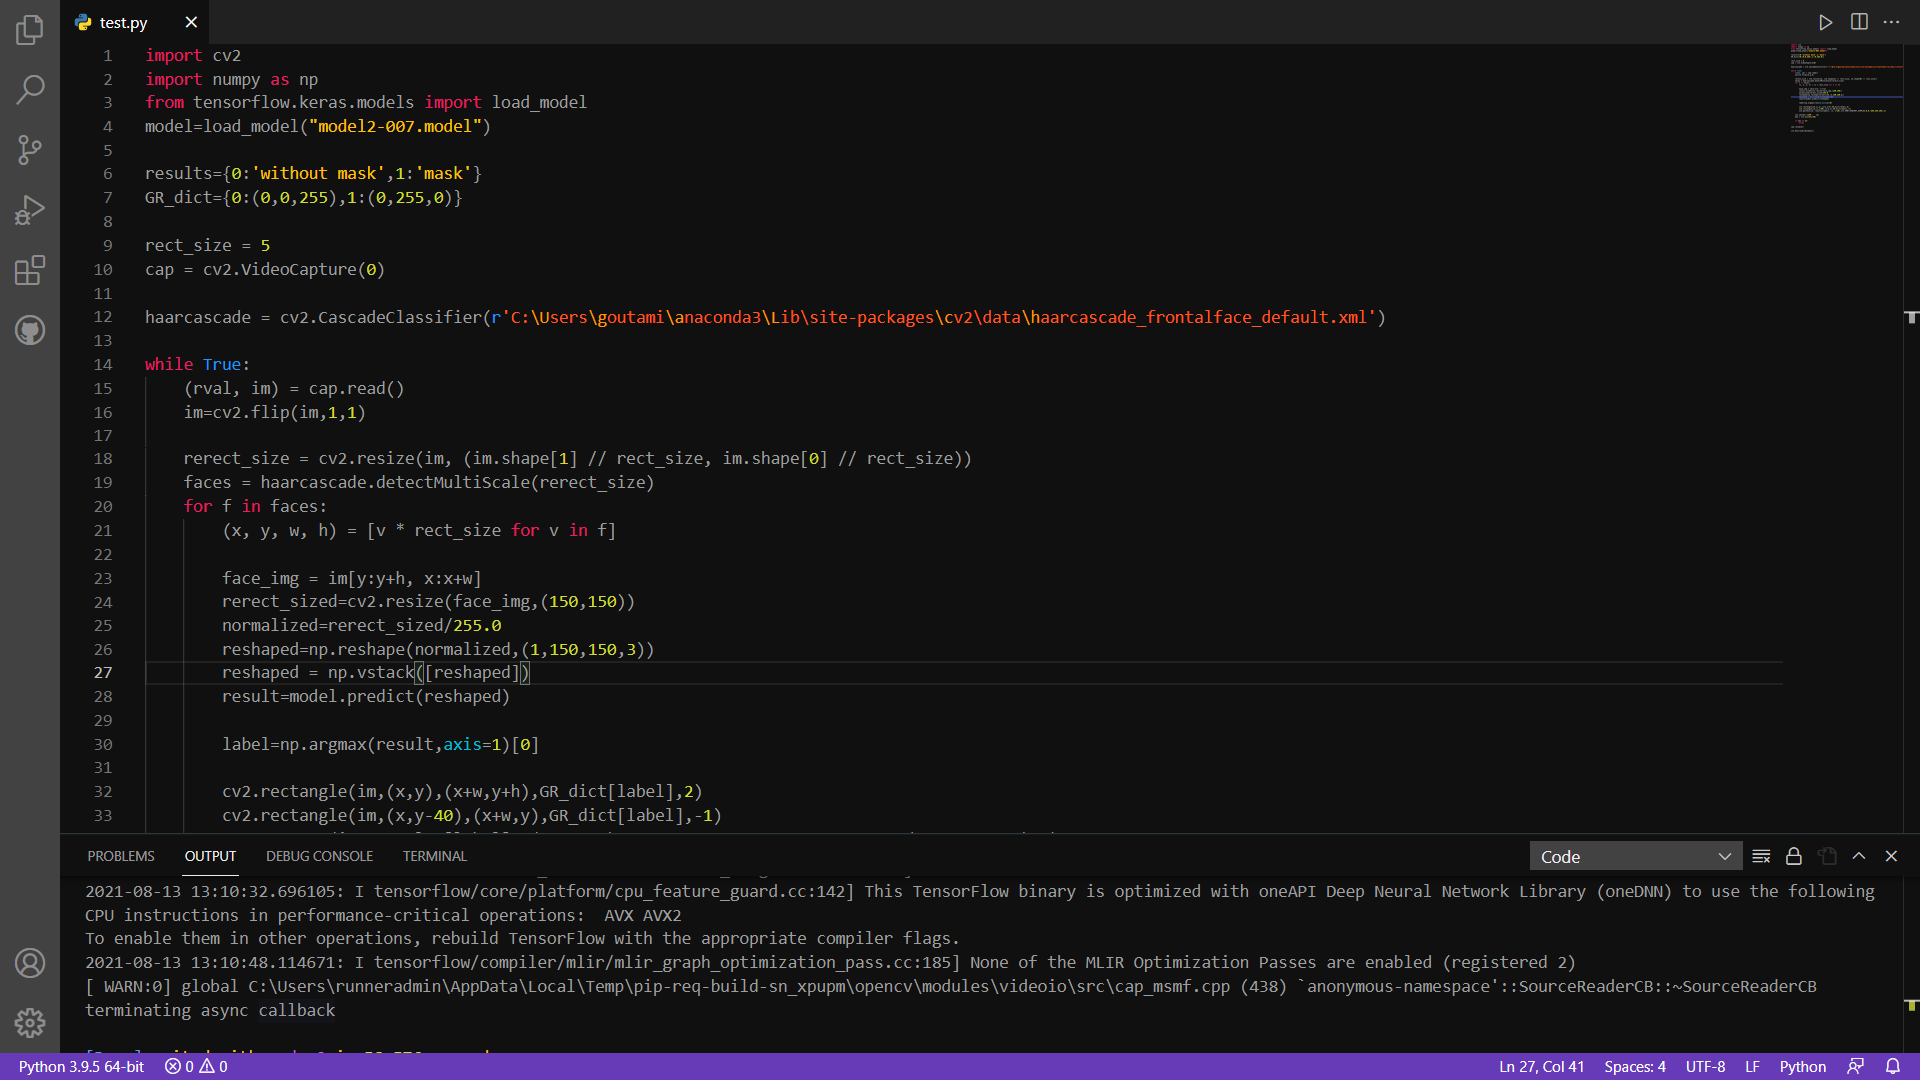 test.py
1 import cv2
2 import numpy as np
3 from tensorflow.keras.models import load_model
4 model=load_model("model2-007.model")
5
6 results={0:'without mask',1:'mask'}
7 GR_dict={0:(0,0,255),1:(0,255,0)}
8
9 rect_size = 5
10 cap = cv2.VideoCapture(0)
11
12 haarcascade = cv2.CascadeClassifier(r'C:\Users\goutami\anaconda3\Lib\site-packages\cv2\data\haarcascade_frontalface_default.xml')
13
14 while True:
15     (rval, im) = cap.read()
16     im=cv2.flip(im,1,1)
17
18     rerect_size = cv2.resize(im, (im.shape[1] // rect_size, im.shape[0] // rect_size))
19     faces = haarcascade.detectMultiScale(rerect_size)
20     for f in faces:
21         (x, y, w, h) = [v * rect_size for v in f]
22
23         face_img = im[y:y+h, x:x+w]
24         rerect_sized=cv2.resize(face_img,(150,150))
25         normalized=rerect_sized/255.0
26         reshaped=np.reshape(normalized,(1,150,150,3))
27         reshaped = np.vstack([reshaped])
28         result=model.predict(reshaped)
29
30         label=np.argmax(result,axis=1)[0]
31
32         cv2.rectangle(im,(x,y),(x+w,y+h),GR_dict[label],2)
33         cv2.rectangle(im,(x,y-40),(x+w,y),GR_dict[label],-1)
PROBLEMS OUTPUT DEBUG CONSOLE TERMINAL Code
2021-08-13 13:10:32.696105: I tensorflow/core/platform/cpu_feature_guard.cc:142] This TensorFlow binary is optimized with oneAPI Deep Neural Network Library (oneDNN) to use the following
CPU instructions in performance-critical operations:  AVX AVX2
To enable them in other operations, rebuild TensorFlow with the appropriate compiler flags.
2021-08-13 13:10:48.114671: I tensorflow/compiler/mlir/mlir_graph_optimization_pass.cc:185] None of the MLIR Optimization Passes are enabled (registered 2)
[ WARN:0] global C:\Users\runneradmin\AppData\Local\Temp\pip-req-build-sn_xpupm\opencv\modules\videoio\src\cap_msmf.cpp (438) `anonymous-namespace'::SourceReaderCB::~SourceReaderCB
terminating async callback
Python 3.9.5 64-bit 0 0 Ln 27, Col 41 Spaces: 4 UTF-8 LF Python